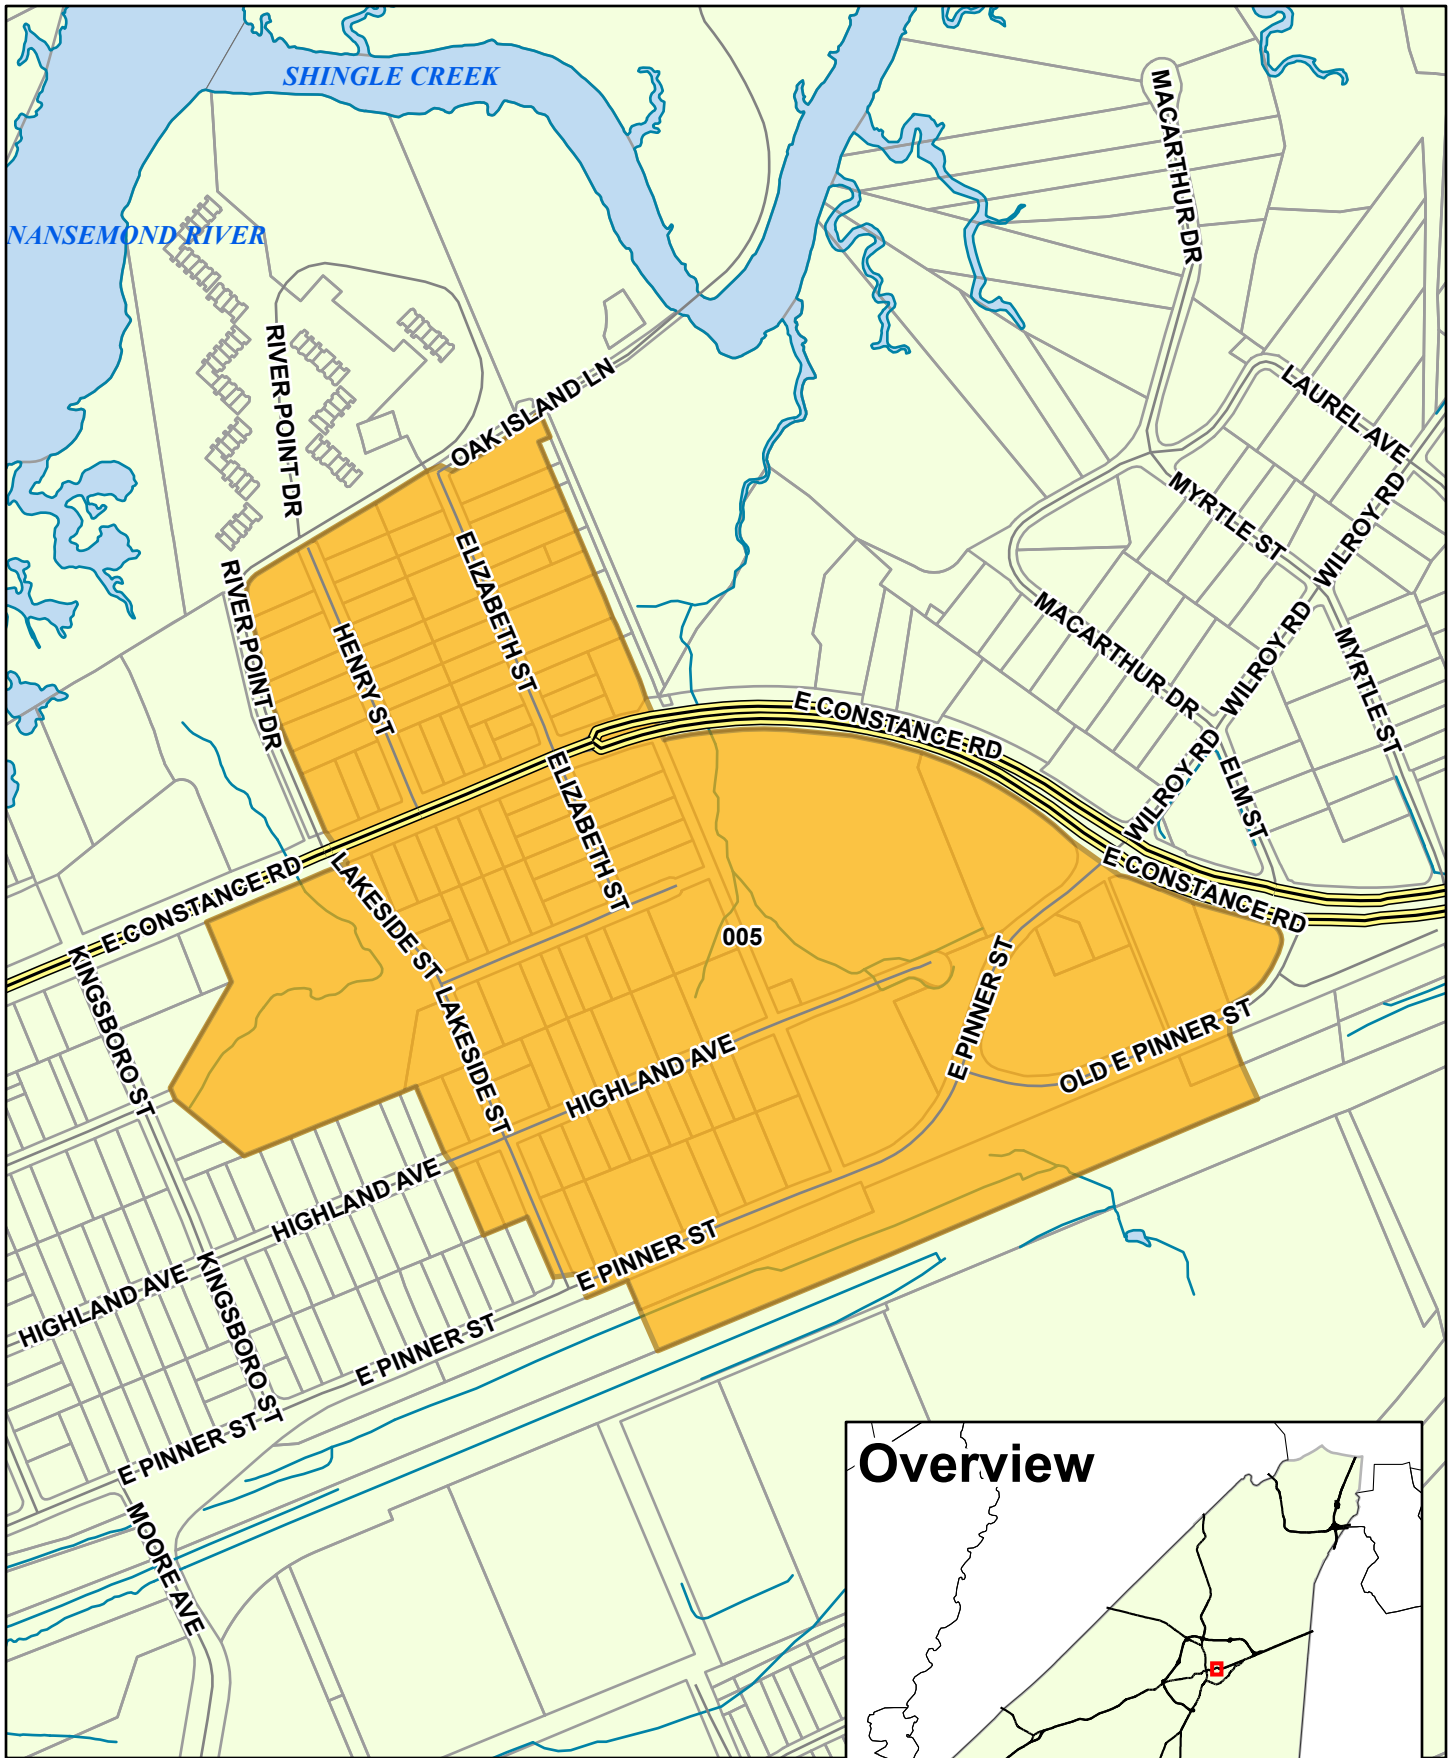 SHINGLE CREEK
MACARTHUR DR
NANSEMOND RIVER
RIVER POINT DR
OAK ISLAND LN
LAUREL AVE
MYRTLE ST
WILROY RD
ELIZABETH ST
RIVER POINT DR
HENRY ST
MACARTHUR DR
WILROY RD
MYRTLE ST
E CONSTANCE RD
WILROY RD
ELM ST
ELIZABETH ST
E CONSTANCE RD
E CONSTANCE RD
LAKESIDE ST
005
KINGSBORO ST
LAKESIDE ST
E PINNER ST
OLD E PINNER ST
HIGHLAND AVE
HIGHLAND AVE
E PINNER ST
HIGHLAND AVE
KINGSBORO ST
E PINNER ST
E PINNER ST
MOORE AVE
Overview